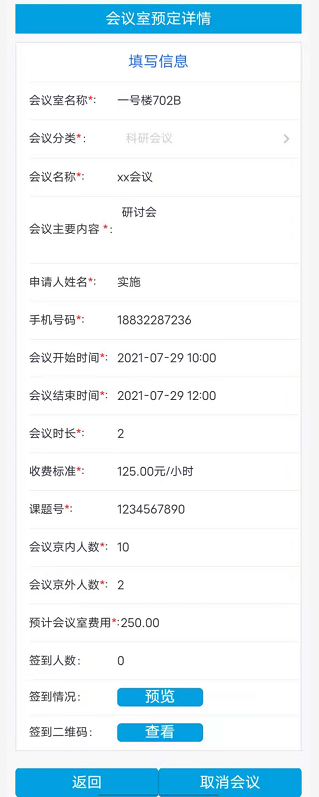 会议室预定详情
填写信息
会议室名称*: 一号楼702B
会议分类*: 科研会议
会议名称*: xx会议
研讨会
会议主要内容 *:
申请人姓名*: 实施
手机号码*: 18832287236
会议开始时间*: 2021-07-29 10:00
会议结束时间*: 2021-07-29 12:00
会议时长*: 2
收费标准*: 125.00元/小时
课题号*: 1234567890
会议京内人数*: 10
会议京外人数*: 2
预计会议室费用*:250.00
签到人数: 0
签到情况: 预览
签到二维码: 查看
返回 取消会议